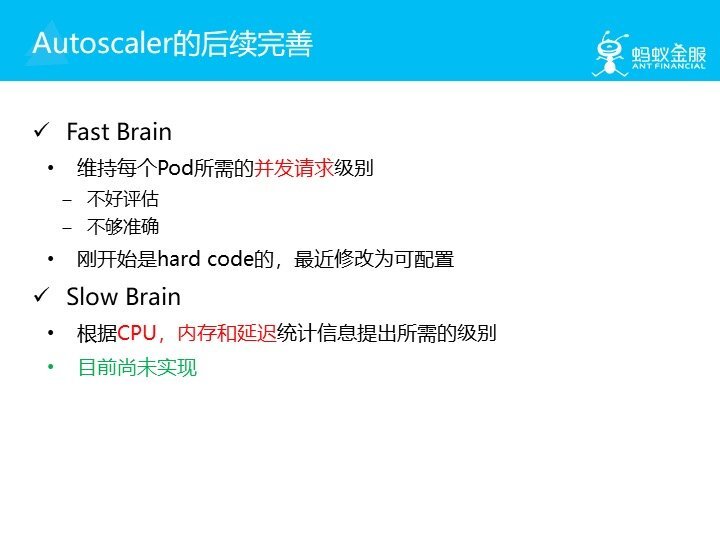 Autoscaler的后续完善
蚂蚁金服
ANT FINANCIAL
✓ Fast Brain
• 维持每个Pod所需的并发请求级别
– 不好评估
– 不够准确
• 刚开始是hard code的，最近修改为可配置
✓ Slow Brain
• 根据CPU，内存和延迟统计信息提出所需的级别
• 目前尚未实现